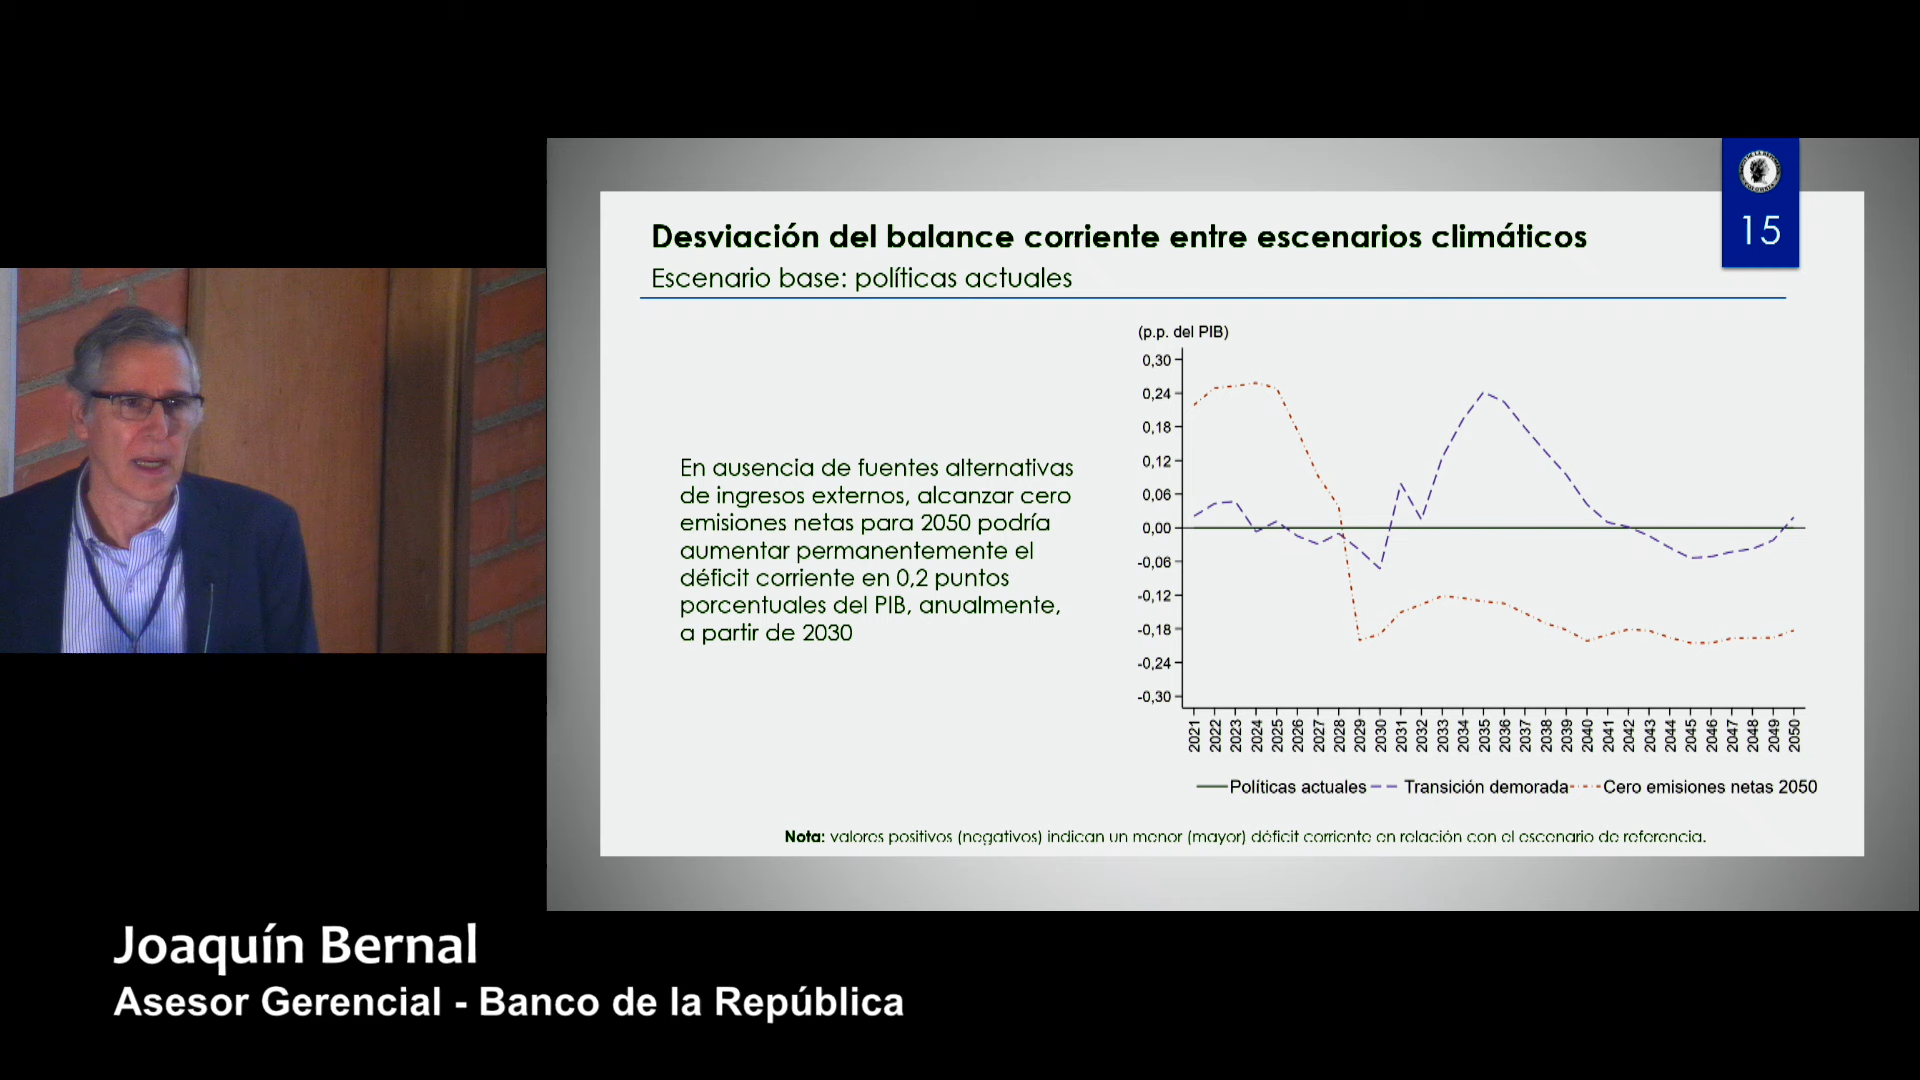 15
Desviación del balance corriente entre escenarios climáticos
Escenario base: políticas actuales
En ausencia de fuentes alternativas
de ingresos externos, alcanzar cero
emisiones netas para 2050 podría
aumentar permanentemente el
déficit corriente en 0,2 puntos
porcentuales del PIB, anualmente,
a partir de 2030
(p.p. del PIB)
0,30
0,24
0,18
0,12
0,06
0,00
-0,06
-0,12
-0,18
-0,24
-0,30
2021 2022 2023 2024 2025 2026 2027 2028 2029 2030 2031 2032 2033 2034 2035 2036 2037 2038 2039 2040 2041 2042 2043 2044 2045 2046 2047 2048 2049 2050
Políticas actuales Transición demorada Cero emisiones netas 2050
Nota: valores positivos (negativos) indican un menor (mayor) déficit corriente en relación con el escenario de referencia.
Joaquín Bernal
Asesor Gerencial - Banco de la República